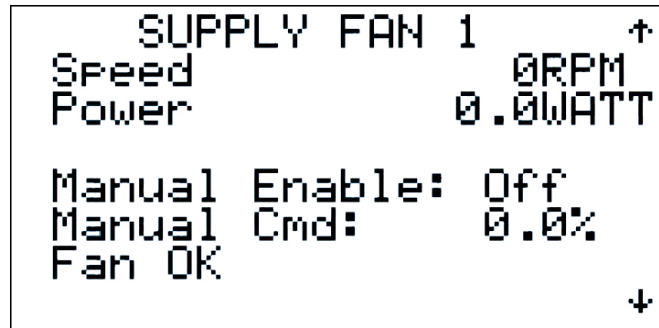 SUPPLY FAN 1 ↑
Speed 0RPM
Power 0.0WATT
Manual Enable: Off
Manual Cmd: 0.0%
Fan OK
↓